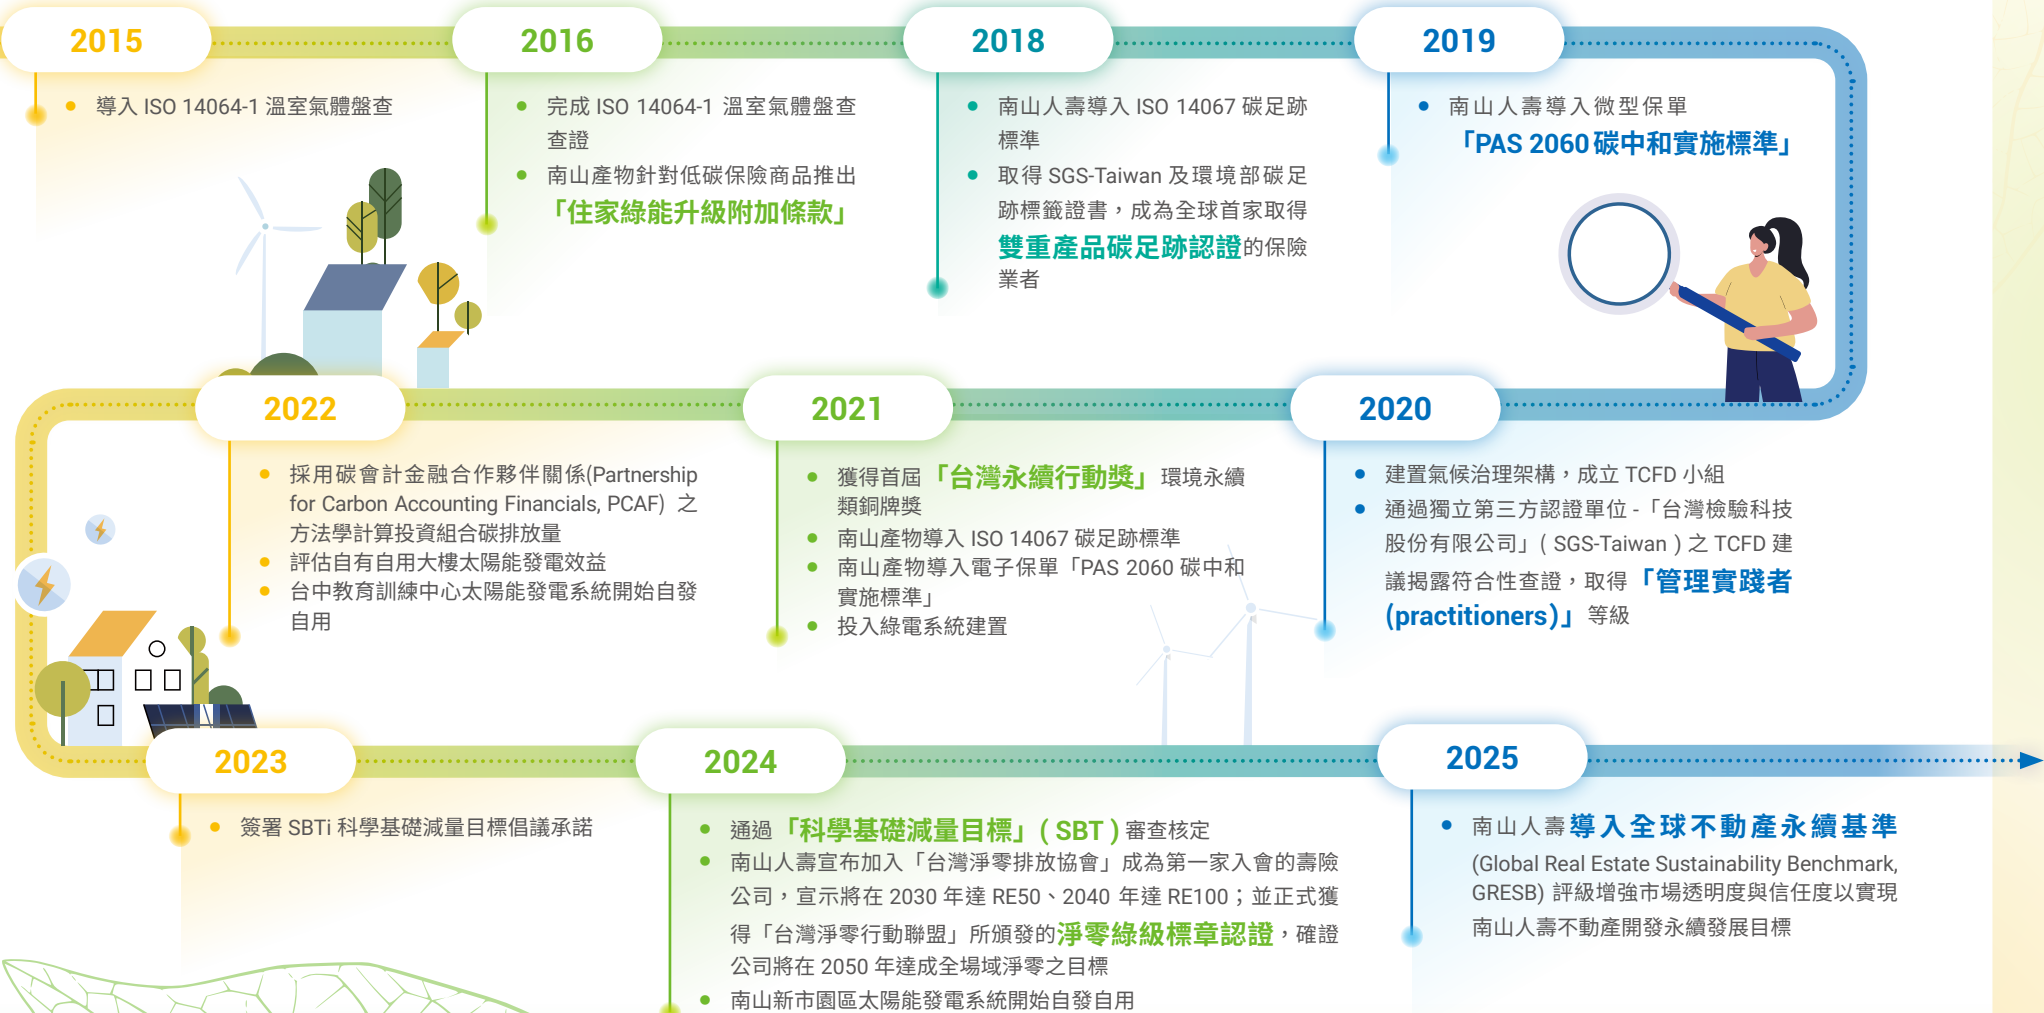 2015
導入 ISO 14064-1 溫室氣體盤查
2016
完成 ISO 14064-1 溫室氣體盤查
查證
南山產物針對低碳保險商品推出
「住家綠能升級附加條款」
2018
南山人壽導入 ISO 14067 碳足跡
標準
取得 SGS-Taiwan 及環境部碳足
跡標籤證書，成為全球首家取得
雙重產品碳足跡認證的保險
業者
2019
南山人壽導入微型保單
「PAS 2060 碳中和實施標準」
2020
建置氣候治理架構，成立 TCFD 小組
通過獨立第三方認證單位 -「台灣檢驗科技
股份有限公司」( SGS-Taiwan ) 之 TCFD 建
議揭露符合性查證，取得「管理實踐者
(practitioners)」等級
2021
獲得首屆「台灣永續行動獎」環境永續
類銅牌獎
南山產物導入 ISO 14067 碳足跡標準
南山產物導入電子保單「PAS 2060 碳中和
實施標準」
投入綠電系統建置
2022
採用碳會計金融合作夥伴關係(Partnership
for Carbon Accounting Financials, PCAF) 之
方法學計算投資組合碳排放量
評估自有自用大樓太陽能發電效益
台中教育訓練中心太陽能發電系統開始自發
自用
2023
簽署 SBTi 科學基礎減量目標倡議承諾
2024
通過「科學基礎減量目標」( SBT ) 審查核定
南山人壽宣布加入「台灣淨零排放協會」成為第一家入會的壽險
公司，宣示將在 2030 年達 RE50、2040 年達 RE100；並正式獲
得「台灣淨零行動聯盟」所頒發的淨零綠級標章認證，確證
公司將在 2050 年達成全場域淨零之目標
南山新市園區太陽能發電系統開始自發自用
2025
南山人壽導入全球不動產永續基準
(Global Real Estate Sustainability Benchmark,
GRESB) 評級增強市場透明度與信任度以實現
南山人壽不動產開發永續發展目標